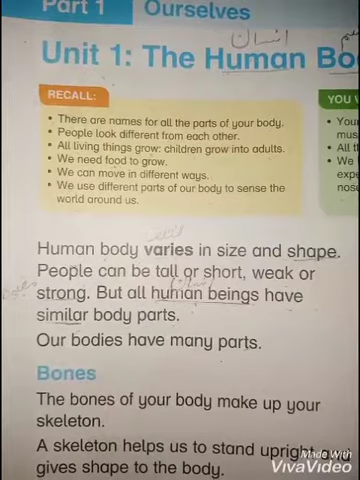 Part 1
Ourselves
انسان
Unit 1: The Human Bo
RECALL:
YOU
• There are names for all the parts of your body.
• People look different from each other.
• All living things grow: children grow into adults.
• We need food to grow.
• We can move in different ways.
• We use different parts of our body to sense the
world around us.
• Your
mus
• All t
• We
expe
nose
Human body varies in size and shape.
People can be tall or short, weak or
strong. But all human beings have
similar body parts.
Our bodies have many parts.
Bones
The bones of your body make up your
skeleton.
A skeleton helps us to stand upright and
gives shape to the body.
Made With
VivaVideo